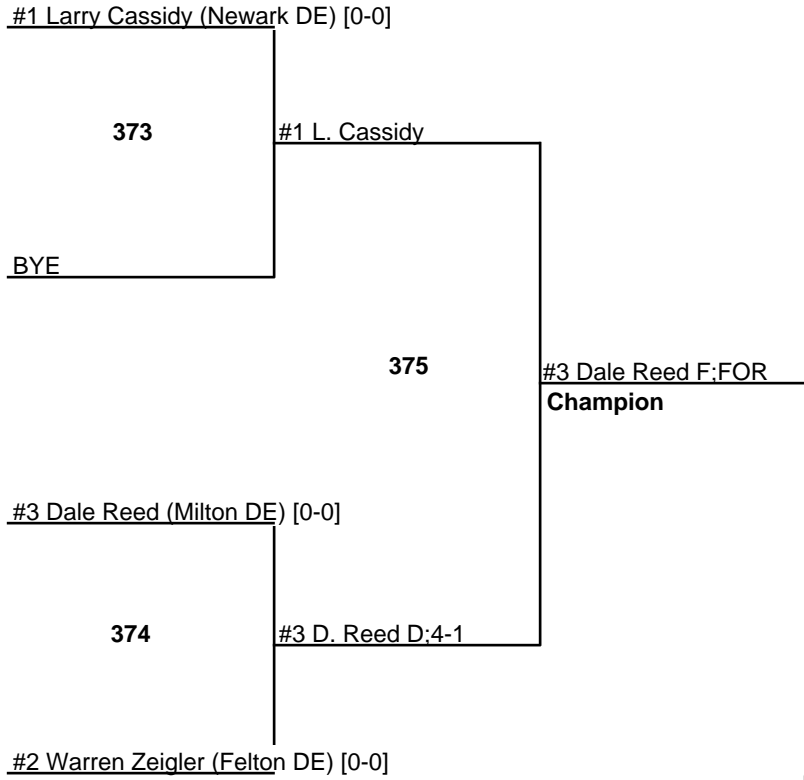 #1 Larry Cassidy (Newark DE) [0-0]
373
#1 L. Cassidy
BYE
375
#3 Dale Reed F;FOR
Champion
#3 Dale Reed (Milton DE) [0-0]
374
#3 D. Reed D;4-1
#2 Warren Zeigler (Felton DE) [0-0]